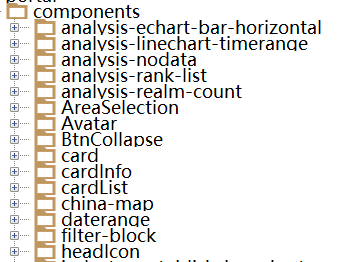 portal
components
analysis-echart-bar-horizontal
analysis-linechart-timerange
analysis-nodata
analysis-rank-list
analysis-realm-count
AreaSelection
Avatar
BtnCollapse
card
cardInfo
cardList
china-map
daterange
filter-block
headIcon